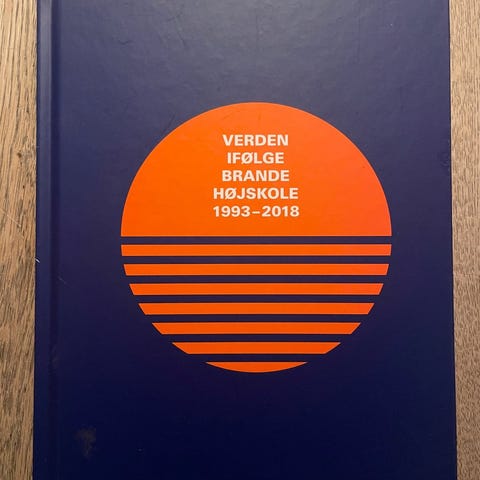 VERDEN
IFØLGE
BRANDE
HØJSKOLE
1993–2018